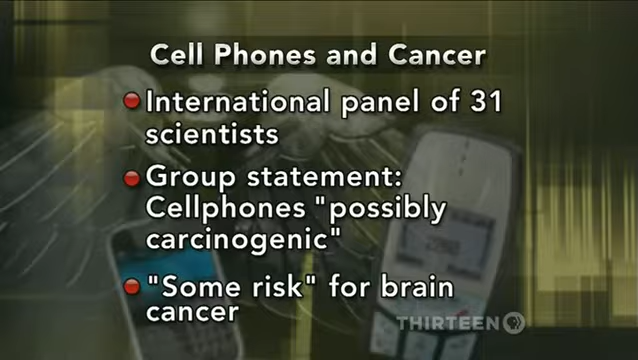 Cell Phones and Cancer
International panel of 31
scientists
Group statement:
Cellphones "possibly
carcinogenic"
"Some risk" for brain
cancer
THIRTEEN